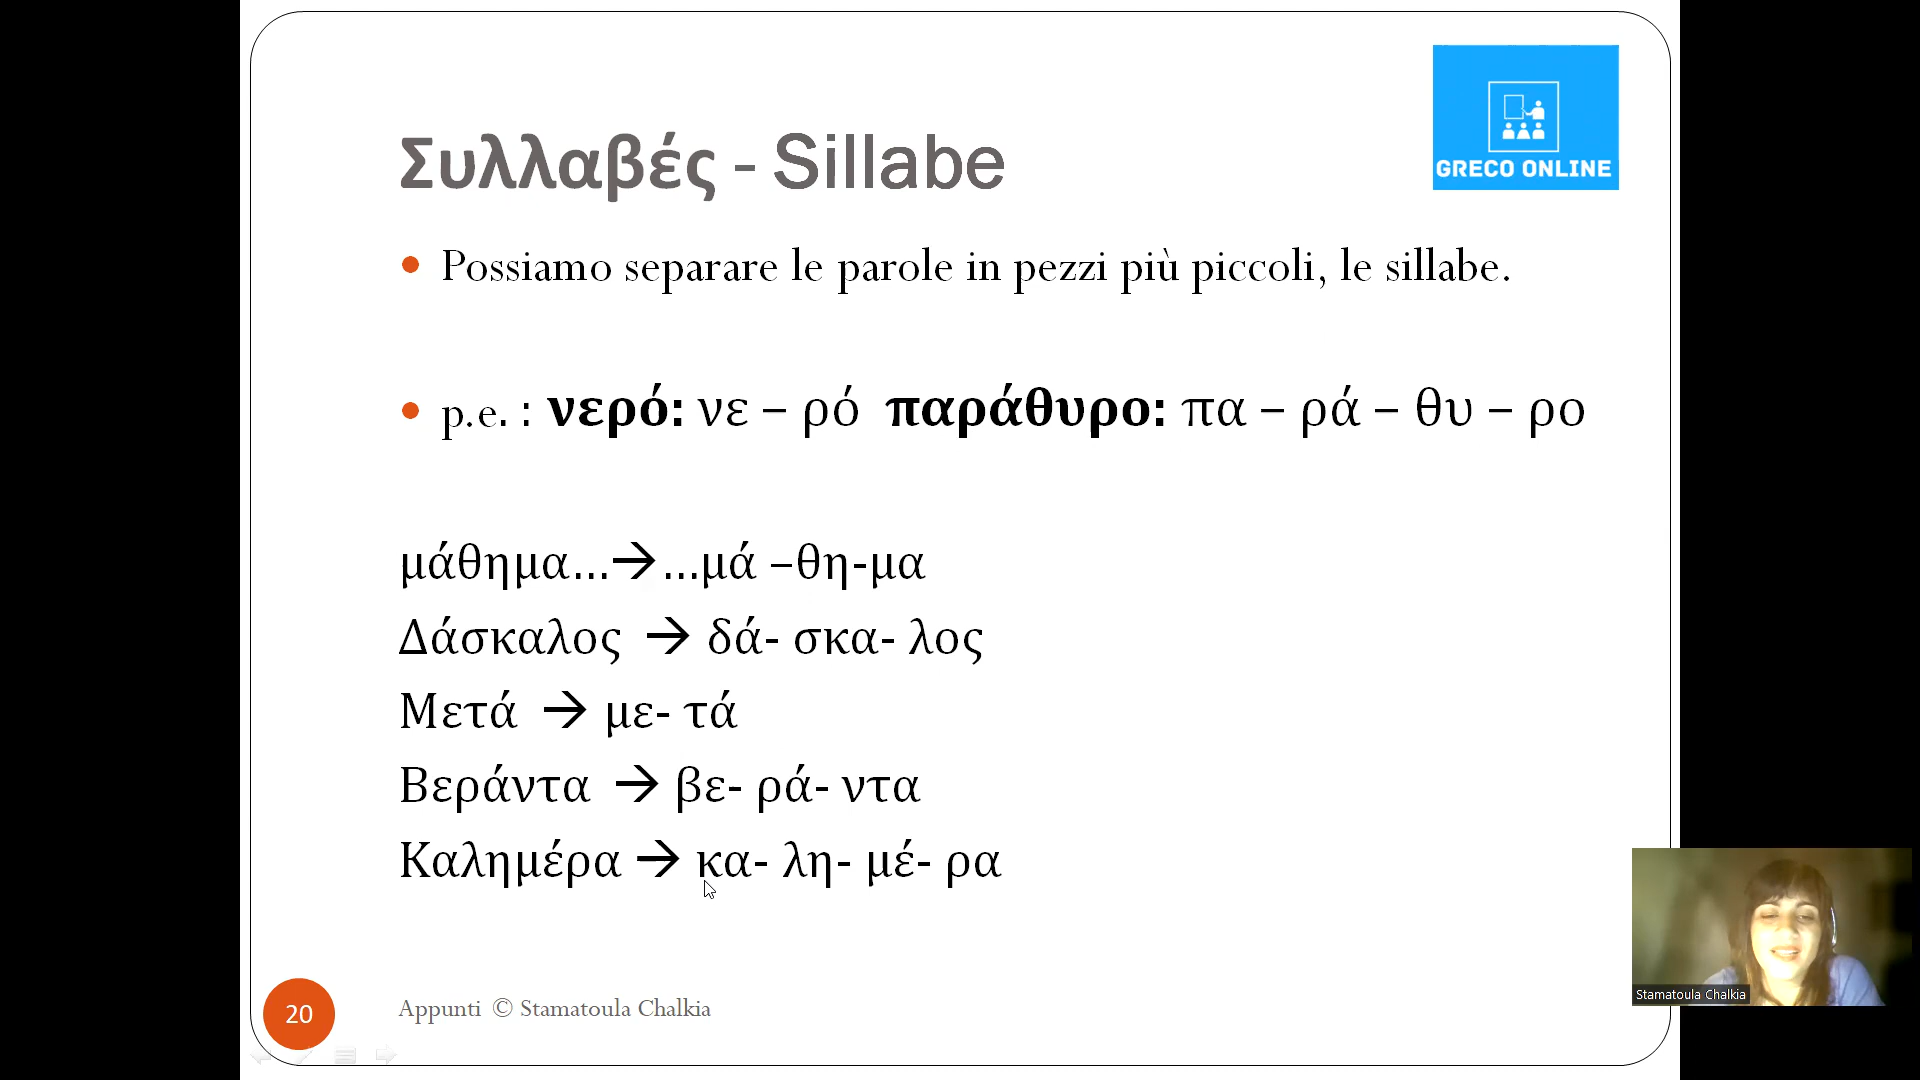 GRECO ONLINE
Συλλαβές - Sillabe
• Possiamo separare le parole in pezzi più piccoli, le sillabe.
• p.e. : νερό: νε – ρό παράθυρο: πα – ρά – θυ – ρο
μάθημα...→...μά –θη-μα
Δάσκαλος → δά- σκα- λος
Μετά → με- τά
Βεράντα → βε- ρά- ντα
Καλημέρα → κα- λη- μέ- ρα
20
Appunti © Stamatoula Chalkia
Stamatoula Chalkia